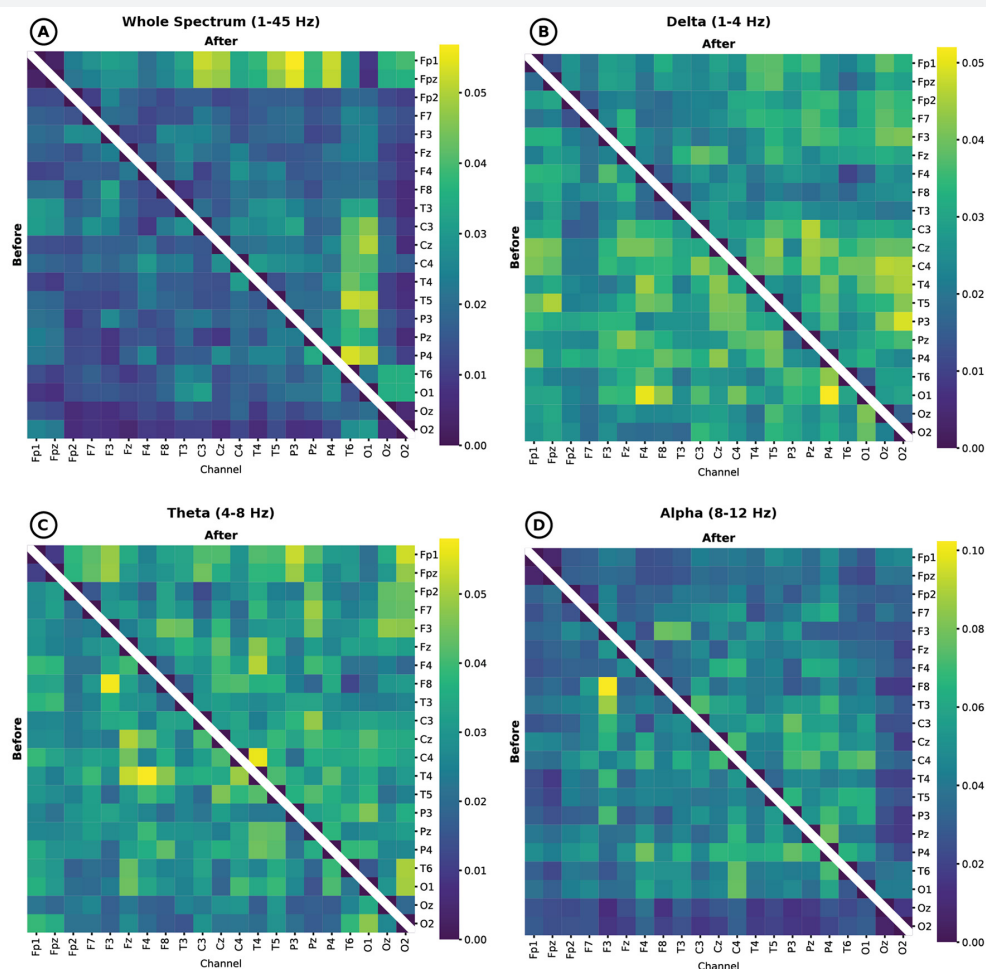 A
Whole Spectrum (1-45 Hz)
After
Before
Fp1
Fpz
Fp2
F7
F3
Fz
F4
F8
T3
C3
Cz
C4
T4
T5
P3
Pz
P4
T6
O1
Oz
O2
Fp1 Fpz Fp2 F7 F3 Fz F4 F8 T3 C3 Cz C4 T4 T5 P3 Pz P4 T6 O1 Oz O2
Channel
0.05
0.04
0.03
0.02
0.01
0.00
B
Delta (1-4 Hz)
After
Before
Fp1
Fpz
Fp2
F7
F3
Fz
F4
F8
T3
C3
Cz
C4
T4
T5
P3
Pz
P4
T6
O1
Oz
O2
Fp1 Fpz Fp2 F7 F3 Fz F4 F8 T3 C3 Cz C4 T4 T5 P3 Pz P4 T6 O1 Oz O2
Channel
0.05
0.04
0.03
0.02
0.01
0.00
C
Theta (4-8 Hz)
After
Before
Fp1
Fpz
Fp2
F7
F3
Fz
F4
F8
T3
C3
Cz
C4
T4
T5
P3
Pz
P4
T6
O1
Oz
O2
Fp1 Fpz Fp2 F7 F3 Fz F4 F8 T3 C3 Cz C4 T4 T5 P3 Pz P4 T6 O1 Oz O2
Channel
0.05
0.04
0.03
0.02
0.01
0.00
D
Alpha (8-12 Hz)
After
Before
Fp1
Fpz
Fp2
F7
F3
Fz
F4
F8
T3
C3
Cz
C4
T4
T5
P3
Pz
P4
T6
O1
Oz
O2
Fp1 Fpz Fp2 F7 F3 Fz F4 F8 T3 C3 Cz C4 T4 T5 P3 Pz P4 T6 O1 Oz O2
Channel
0.10
0.08
0.06
0.04
0.02
0.00